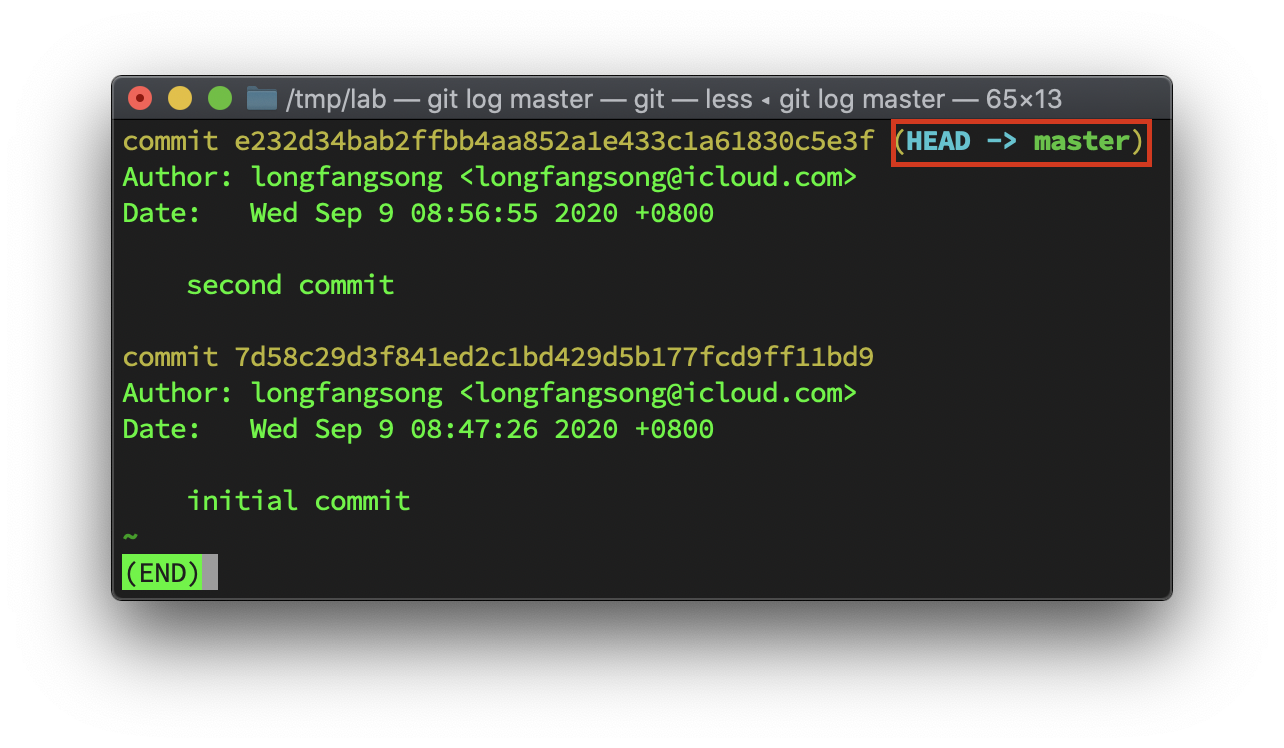 /tmp/lab — git log master — git — less ◂ git log master — 65×13
commit e232d34bab2ffbb4aa852a1e433c1a61830c5e3f (HEAD -> master)
Author: longfangsong <longfangsong@icloud.com>
Date:   Wed Sep 9 08:56:55 2020 +0800
    second commit
commit 7d58c29d3f841ed2c1bd429d5b177fcd9ff11bd9
Author: longfangsong <longfangsong@icloud.com>
Date:   Wed Sep 9 08:47:26 2020 +0800
    initial commit
~
(END)